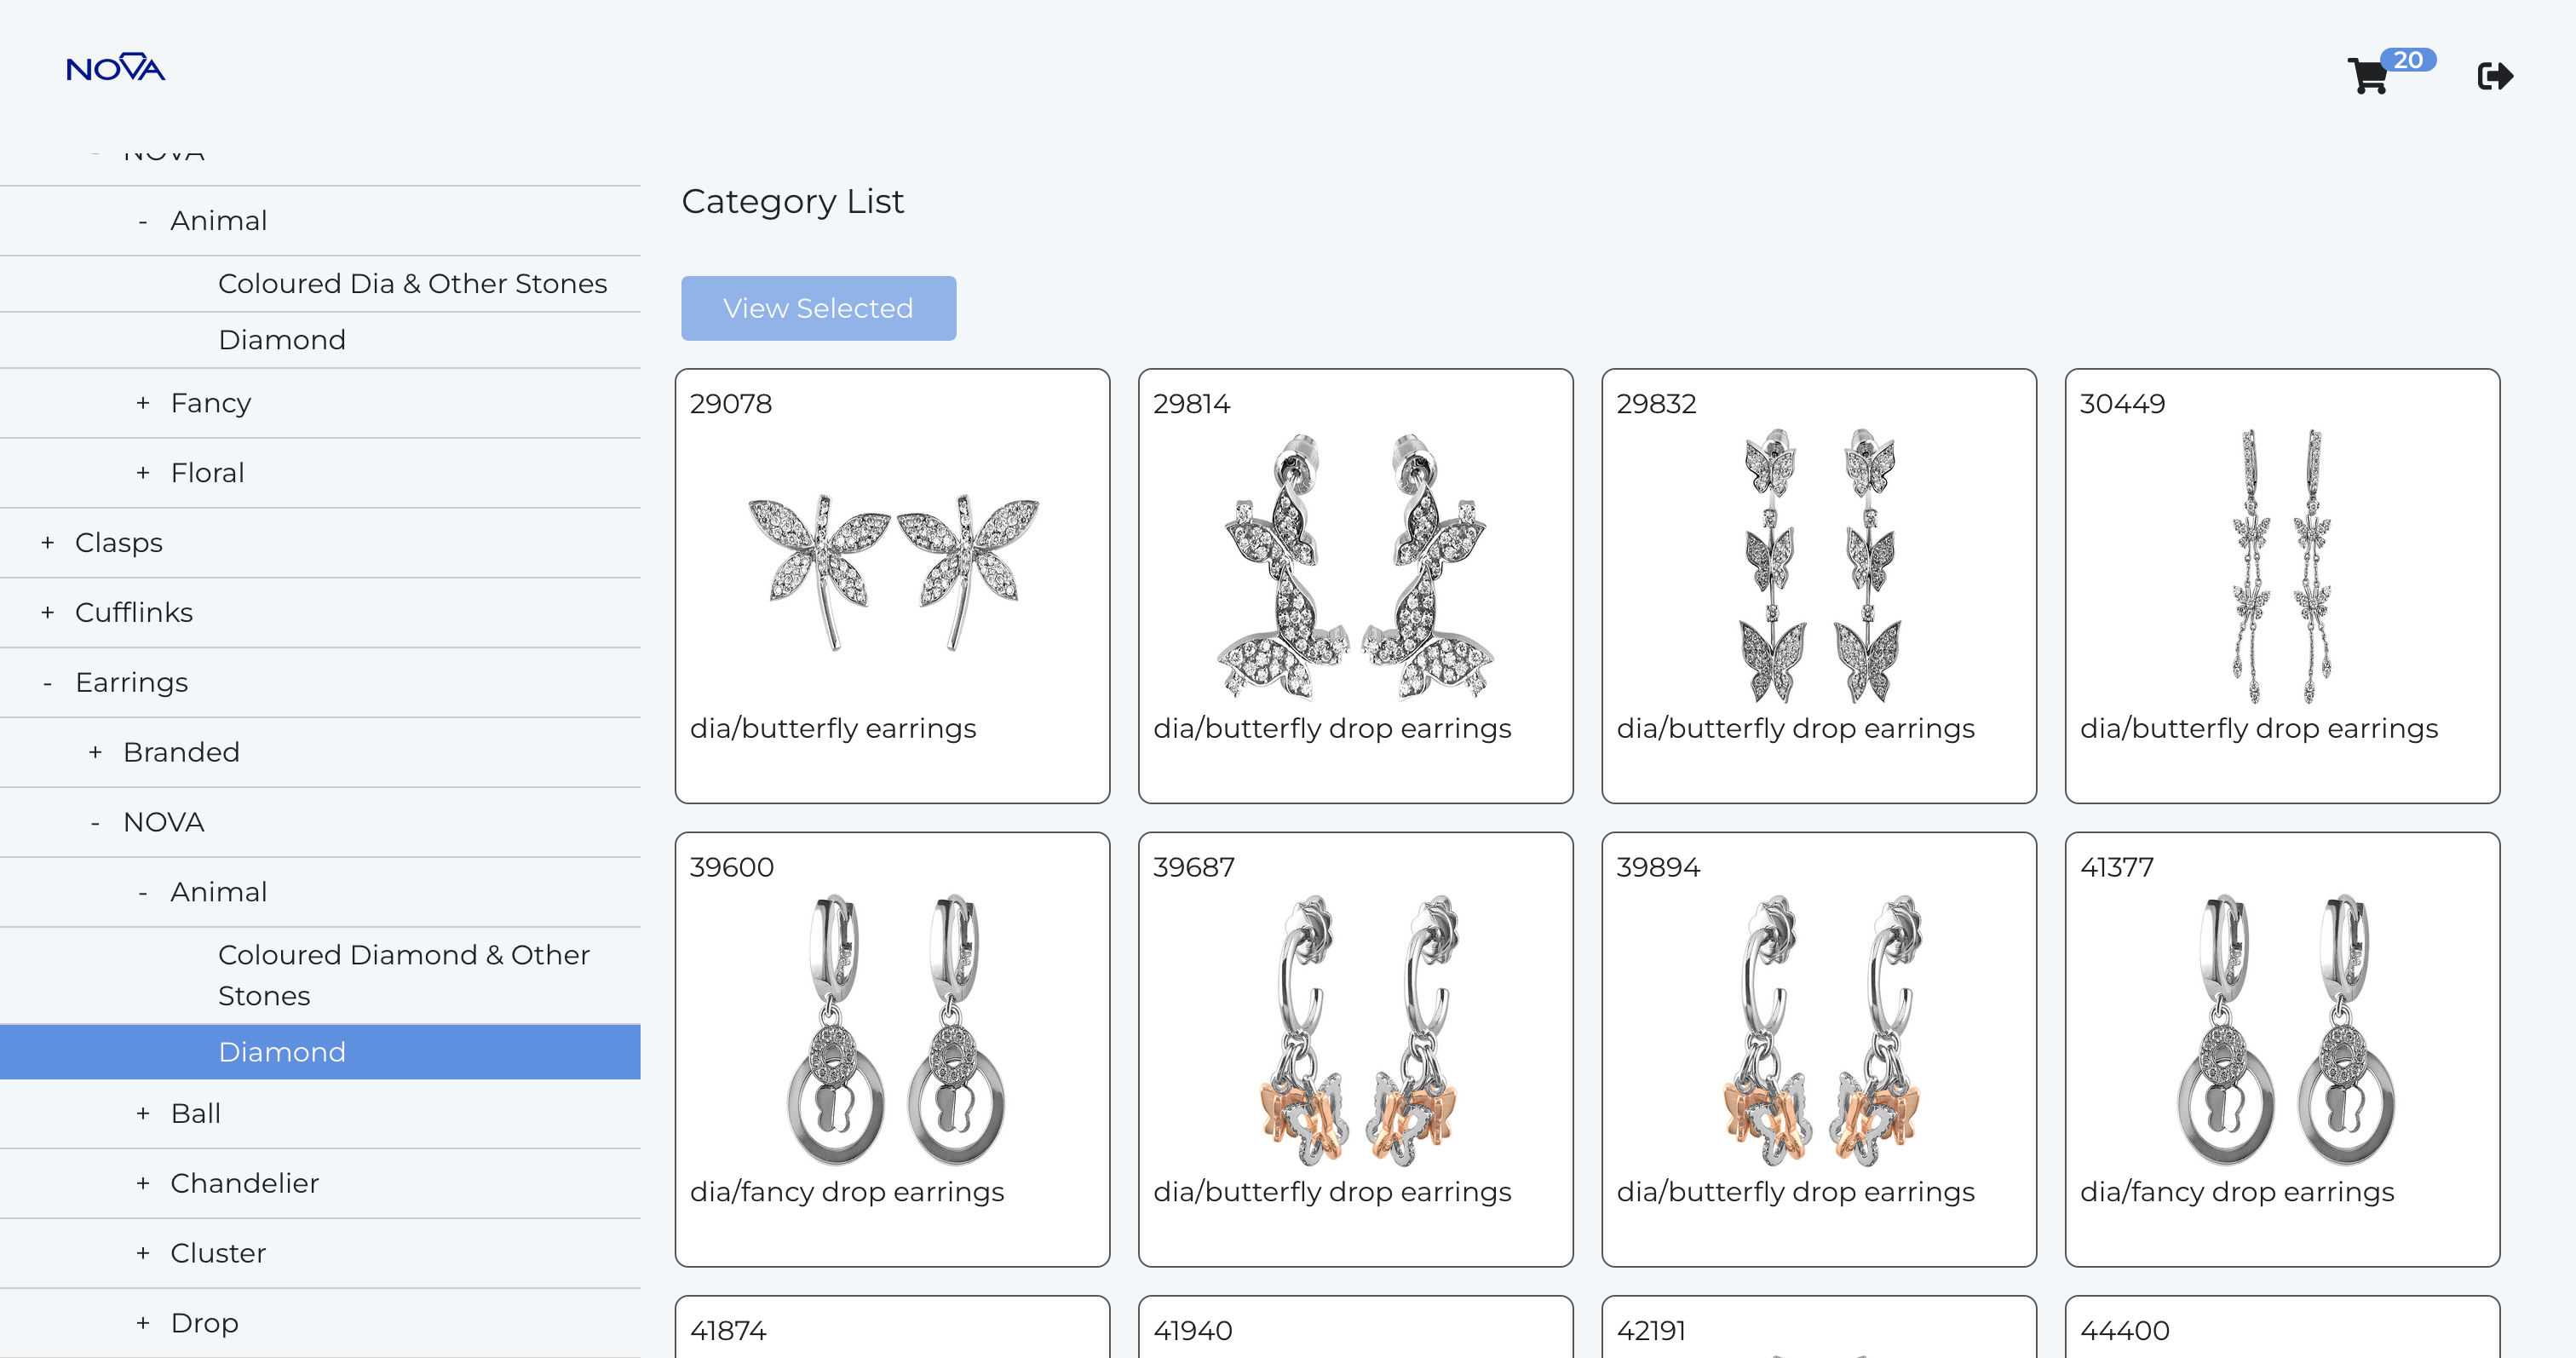 NOVA
20
NOVA
- NOVA
- Animal
Coloured Dia & Other Stones
Diamond
+ Fancy
+ Floral
+ Clasps
+ Cufflinks
- Earrings
+ Branded
- NOVA
- Animal
Coloured Diamond & Other
Stones
Diamond
+ Ball
+ Chandelier
+ Cluster
+ Drop
Category List
View Selected
29078
dia/butterfly earrings
29814
dia/butterfly drop earrings
29832
dia/butterfly drop earrings
30449
dia/butterfly drop earrings
39600
dia/fancy drop earrings
39687
dia/butterfly drop earrings
39894
dia/butterfly drop earrings
41377
dia/fancy drop earrings
41874
41940
42191
44400